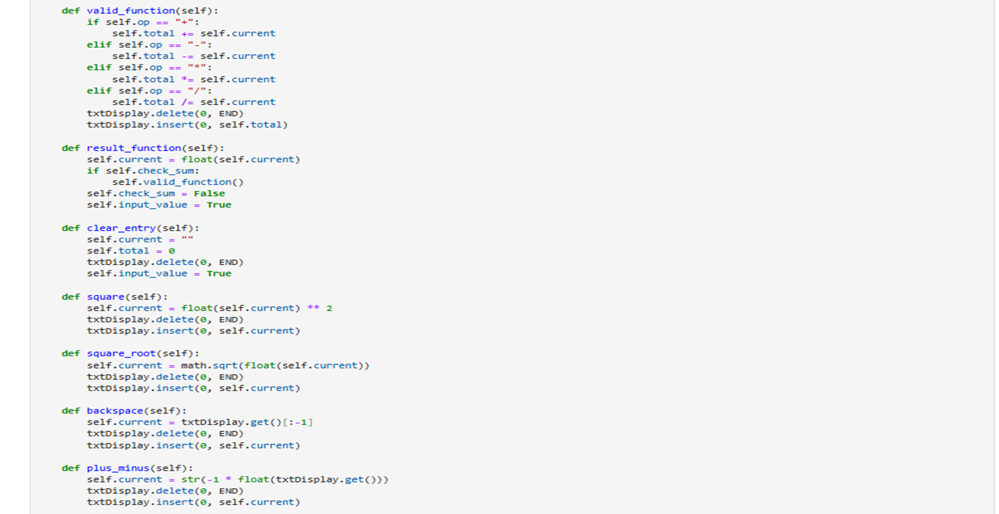 def valid_function(self):
    if self.op == "+":
        self.total += self.current
    elif self.op == "-":
        self.total -= self.current
    elif self.op == "*":
        self.total *= self.current
    elif self.op == "/":
        self.total /= self.current
    txtDisplay.delete(0, END)
    txtDisplay.insert(0, self.total)

def result_function(self):
    self.current = float(self.current)
    if self.check_sum:
        self.valid_function()
    self.check_sum = False
    self.input_value = True

def clear_entry(self):
    self.current = ""
    self.total = 0
    txtDisplay.delete(0, END)
    self.input_value = True

def square(self):
    self.current = float(self.current) ** 2
    txtDisplay.delete(0, END)
    txtDisplay.insert(0, self.current)

def square_root(self):
    self.current = math.sqrt(float(self.current))
    txtDisplay.delete(0, END)
    txtDisplay.insert(0, self.current)

def backspace(self):
    self.current = txtDisplay.get()[:-1]
    txtDisplay.delete(0, END)
    txtDisplay.insert(0, self.current)

def plus_minus(self):
    self.current = str(-1 * float(txtDisplay.get()))
    txtDisplay.delete(0, END)
    txtDisplay.insert(0, self.current)